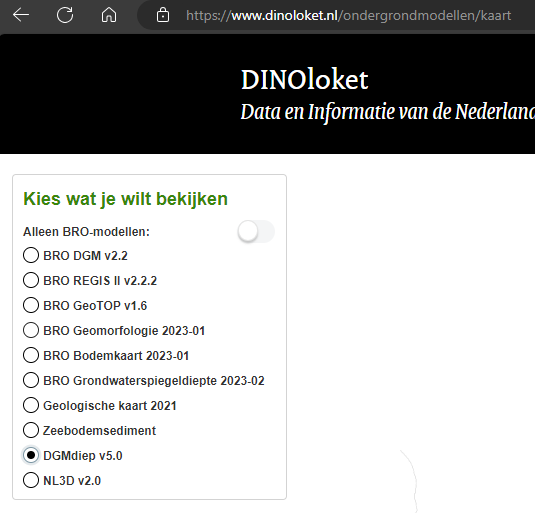 https://www.dinoloket.nl/ondergrondmodellen/kaart
DINOloket
Data en Informatie van de Nederland
Kies wat je wilt bekijken
Alleen BRO-modellen:
BRO DGM v2.2
BRO REGIS II v2.2.2
BRO GeoTOP v1.6
BRO Geomorfologie 2023-01
BRO Bodemkaart 2023-01
BRO Grondwaterspiegeldiepte 2023-02
Geologische kaart 2021
Zeebodemsediment
DGMdiep v5.0
NL3D v2.0